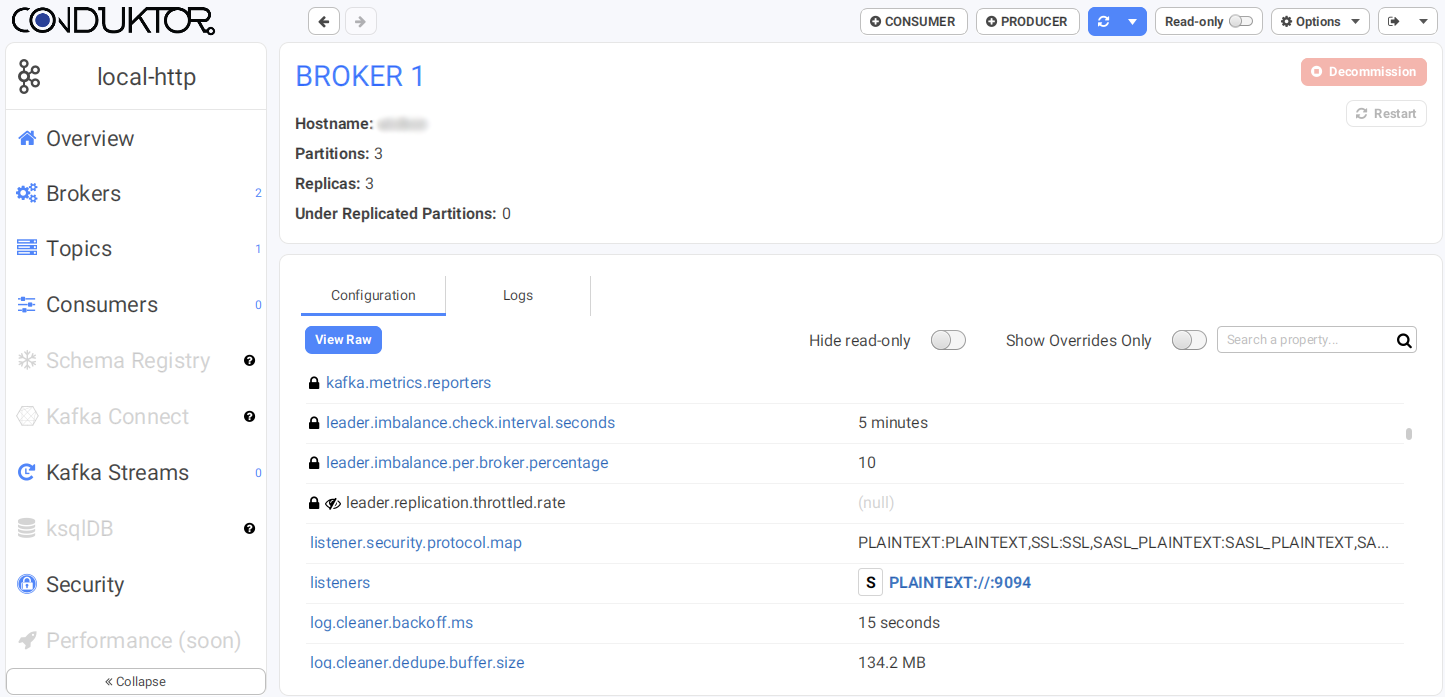 CONDUKTOR
CONSUMER
PRODUCER
Read-only
Options
local-http
Overview
Brokers 2
Topics 1
Consumers 0
Schema Registry ?
Kafka Connect ?
Kafka Streams 0
ksqlDB ?
Security
Performance (soon)
« Collapse
BROKER 1
Decommission
Restart
Hostname:
Partitions: 3
Replicas: 3
Under Replicated Partitions: 0
Configuration
Logs
View Raw
Hide read-only
Show Overrides Only
Search a property...
kafka.metrics.reporters
leader.imbalance.check.interval.seconds 5 minutes
leader.imbalance.per.broker.percentage 10
leader.replication.throttled.rate (null)
listener.security.protocol.map PLAINTEXT:PLAINTEXT,SSL:SSL,SASL_PLAINTEXT:SASL_PLAINTEXT,SA...
listeners S PLAINTEXT://:9094
log.cleaner.backoff.ms 15 seconds
log.cleaner.dedupe.buffer.size 134.2 MB